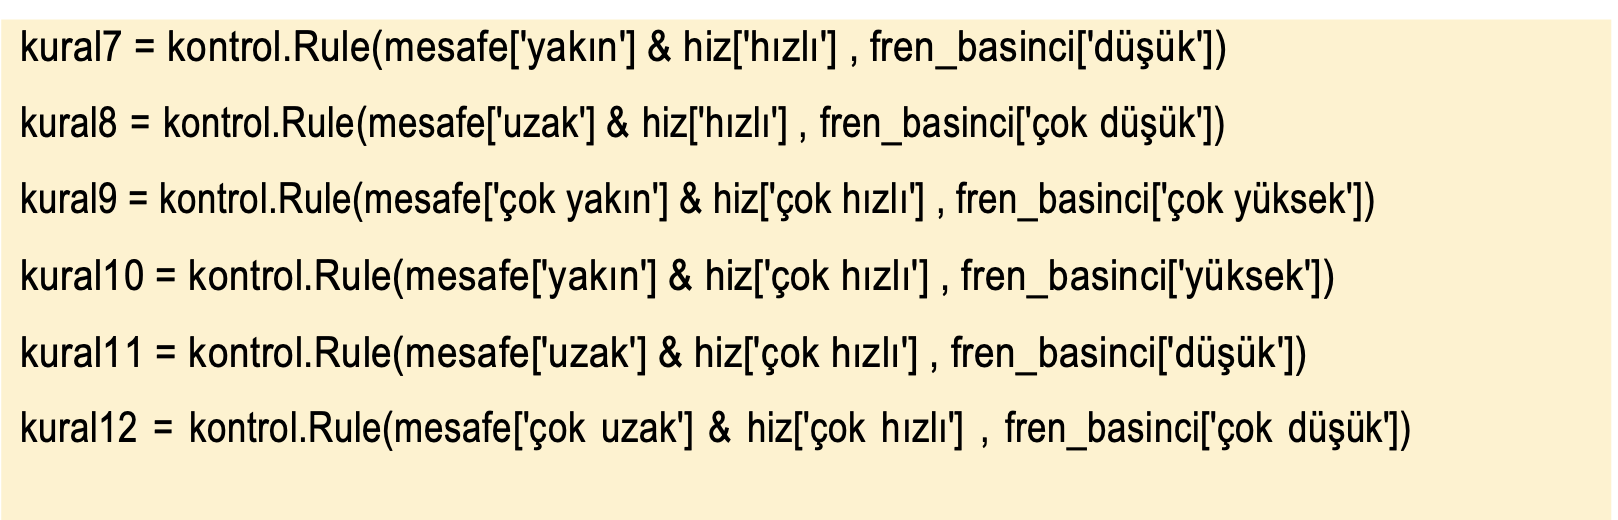 kural7 = kontrol.Rule(mesafe['yakın'] & hiz['hızlı'] , fren_basinci['düşük'])
kural8 = kontrol.Rule(mesafe['uzak'] & hiz['hızlı'] , fren_basinci['çok düşük'])
kural9 = kontrol.Rule(mesafe['çok yakın'] & hiz['çok hızlı'] , fren_basinci['çok yüksek'])
kural10 = kontrol.Rule(mesafe['yakın'] & hiz['çok hızlı'] , fren_basinci['yüksek'])
kural11 = kontrol.Rule(mesafe['uzak'] & hiz['çok hızlı'] , fren_basinci['düşük'])
kural12 = kontrol.Rule(mesafe['çok uzak'] & hiz['çok hızlı'] , fren_basinci['çok düşük'])